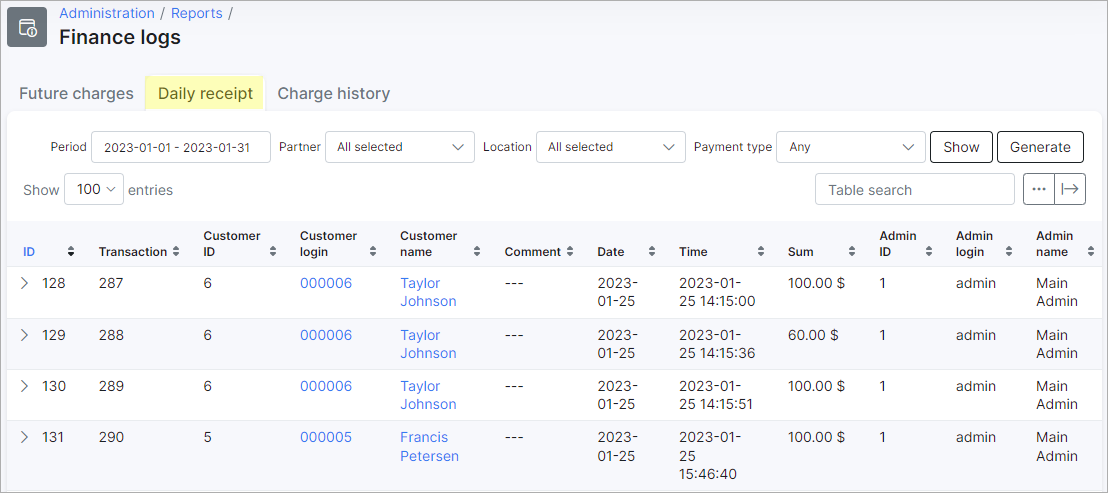 Administration / Reports /
Finance logs
Future charges Daily receipt Charge history
Period 2023-01-01 - 2023-01-31 Partner All selected Location All selected Payment type Any Show Generate
Show 100 entries Table search
ID Transaction Customer ID Customer login Customer name Comment Date Time Sum Admin ID Admin login Admin name
128 287 6 000006 Taylor Johnson --- 2023-01-25 2023-01-25 14:15:00 100.00 $ 1 admin Main Admin
129 288 6 000006 Taylor Johnson --- 2023-01-25 2023-01-25 14:15:36 60.00 $ 1 admin Main Admin
130 289 6 000006 Taylor Johnson --- 2023-01-25 2023-01-25 14:15:51 100.00 $ 1 admin Main Admin
131 290 5 000005 Francis Petersen --- 2023-01-25 2023-01-25 15:46:40 100.00 $ 1 admin Main Admin